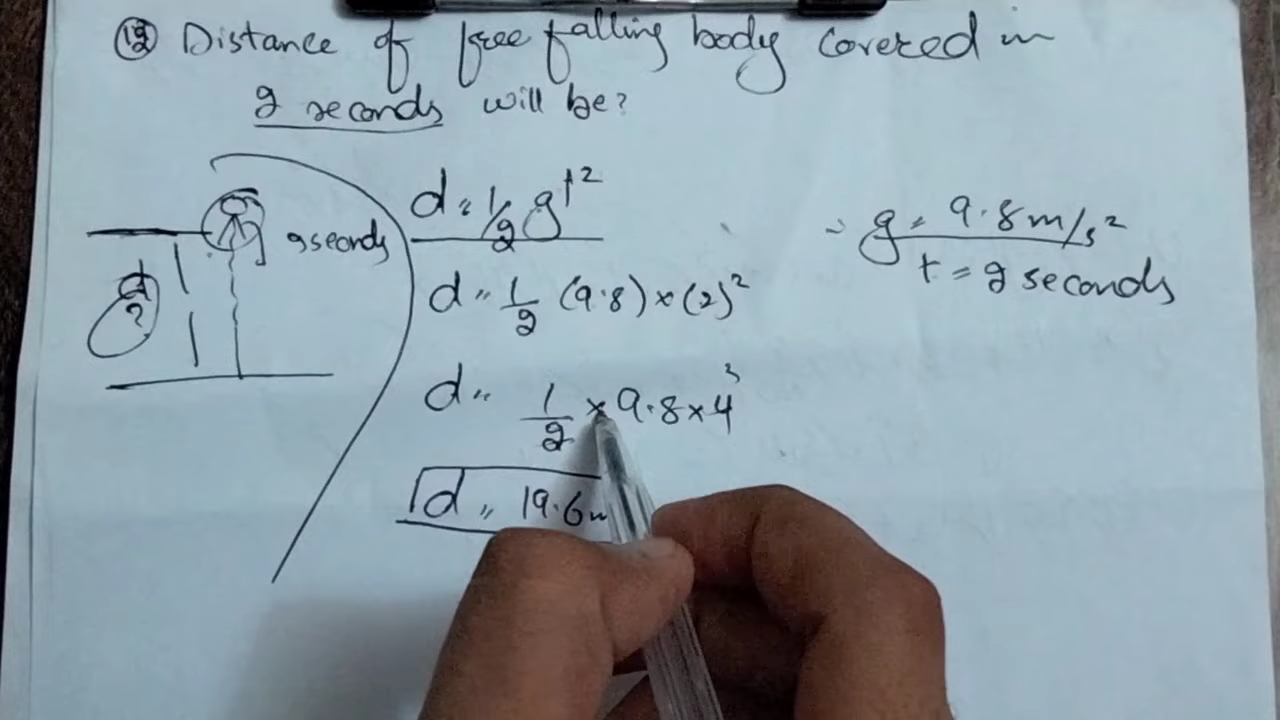 (12) Distance of free falling body covered in
2 seconds will be?
2 seconds
d ?
d = 1/2 gt²
d = 1/2 (9.8) × (2)²
d = 1/2 × 9.8 × 4
d = 19.6m
∵ g = 9.8 m/s²
t = 2 seconds